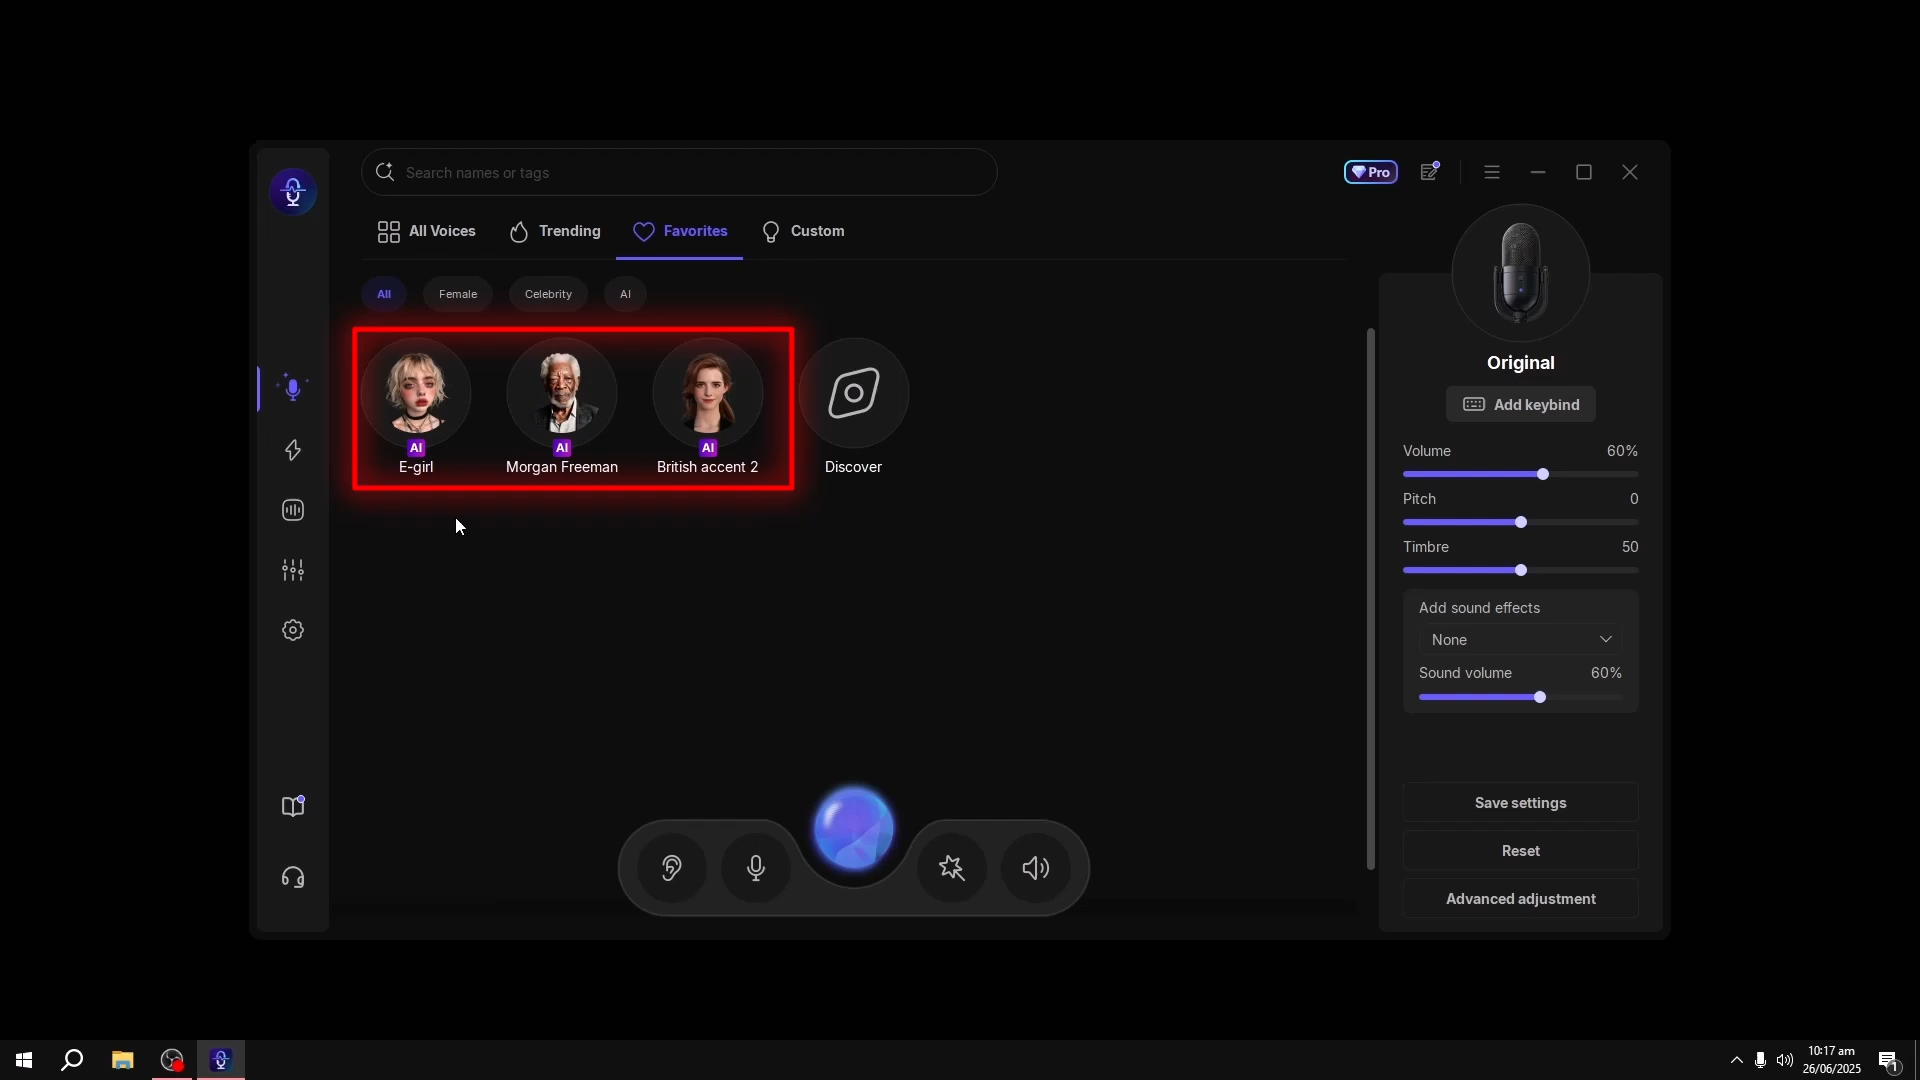 Search names or tags
Pro
All Voices
Trending
Favorites
Custom
All
Female
Celebrity
AI
AI
E-girl
AI
Morgan Freeman
AI
British accent 2
Discover
Original
Add keybind
Volume 60%
Pitch 0
Timbre 50
Add sound effects
None
Sound volume 60%
Save settings
Reset
Advanced adjustment
10:17 am
26/06/2025
1